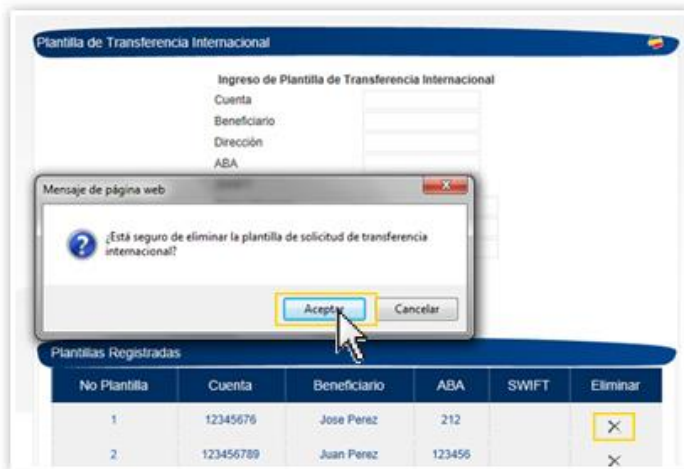 Plantilla de Transferencia Internacional
Ingreso de Plantilla de Transferencia Internacional
Cuenta
Beneficiario
Dirección
ABA
Mensaje de página web
¿Está seguro de eliminar la plantilla de solicitud de transferencia
internacional?
Aceptar Cancelar
Plantillas Registradas
No Plantilla Cuenta Beneficiario ABA SWIFT Eliminar
1 12345676 Jose Perez 212
2 123456789 Juan Perez 123456